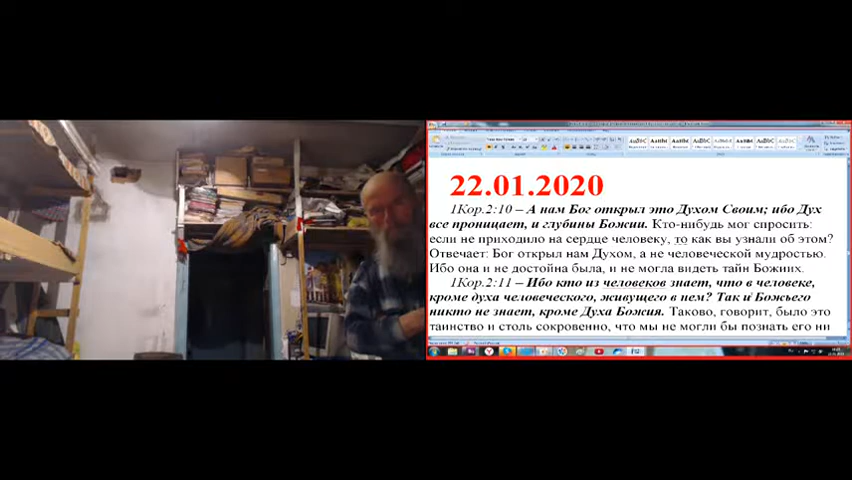 22.01.2020
1Кор.2:10 – А нам Бог открыл это Духом Своим; ибо Дух
все проницает, и глубины Божии. Кто-нибудь мог спросить:
если не приходило на сердце человеку, то как вы узнали об этом?
Отвечает: Бог открыл нам Духом, а не человеческой мудростью.
Ибо она и не достойна была, и не могла видеть тайн Божиих.
1Кор.2:11 – Ибо кто из человеков знает, что в человеке,
кроме духа человеческого, живущего в нем? Так и Божьего
никто не знает, кроме Духа Божия. Таково, говорит, было это
таинство и столь сокровенно, что мы не могли бы познать его ни